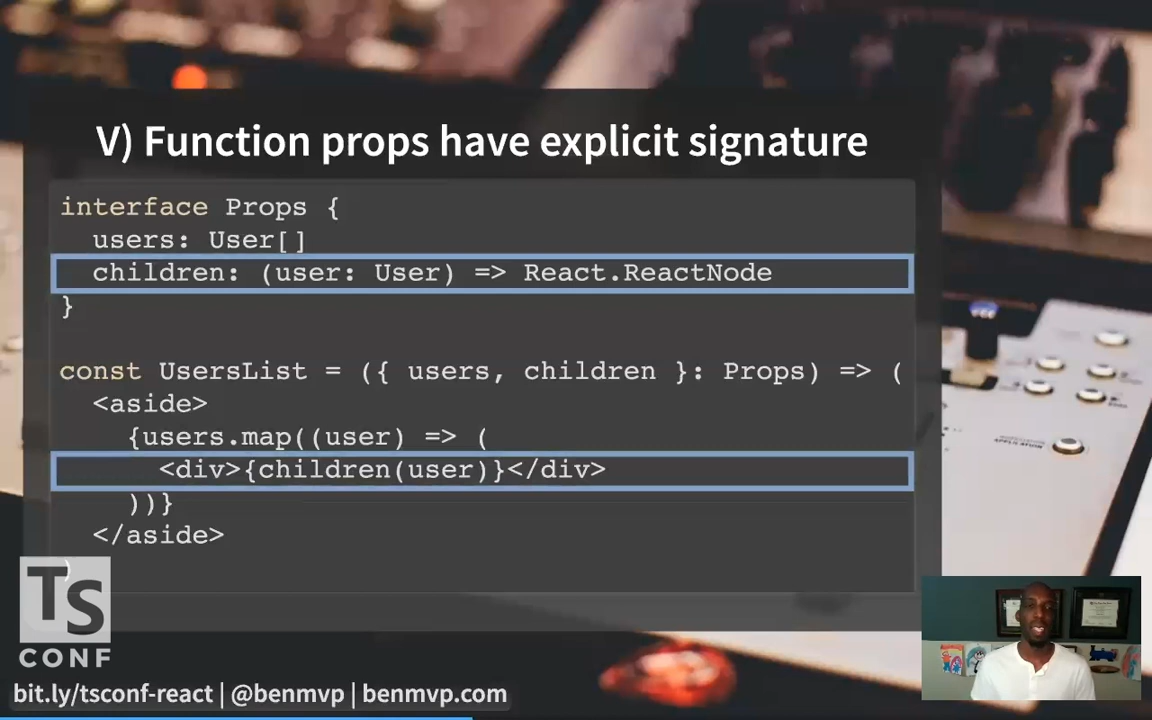 V) Function props have explicit signature
interface Props {
users: User[]
children: (user: User) => React.ReactNode
}
const UsersList = ({ users, children }: Props) => (
<aside>
{users.map((user) => (
<div>{children(user)}</div>
))}
</aside>
)
TS
CONF
bit.ly/tsconf-react | @benmvp | benmvp.com